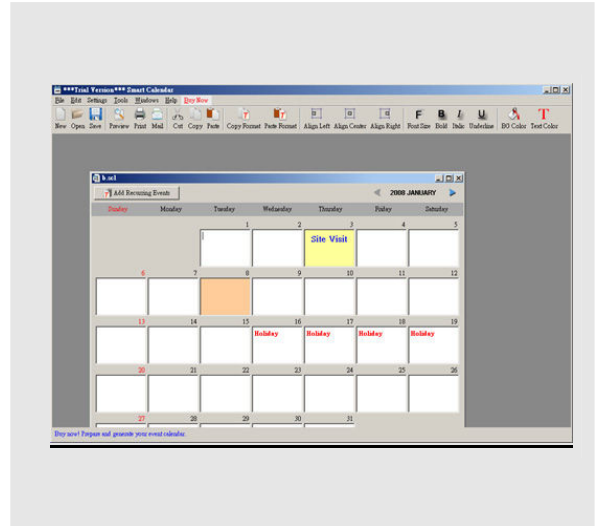 ***Trial Version*** Smart Calendar
File Edit Settings Tools Windows Help Buy Now
New Open Save Preview Print Mail Cut Copy Paste Copy Format Paste Format Align Left Align Center Align Right Font Size Bold Italic Underline BG Color Text Color
h.scl
Add Recurring Events 2008 JANUARY
Sunday Monday Tuesday Wednesday Thursday Friday Saturday
1 2 3 4 5
Site Visit
6 7 8 9 10 11 12
13 14 15 16 17 18 19
Holiday Holiday Holiday Holiday
20 21 22 23 24 25 26
27 28 29 30 31
Buy now! Prepare and generate your event calendar.